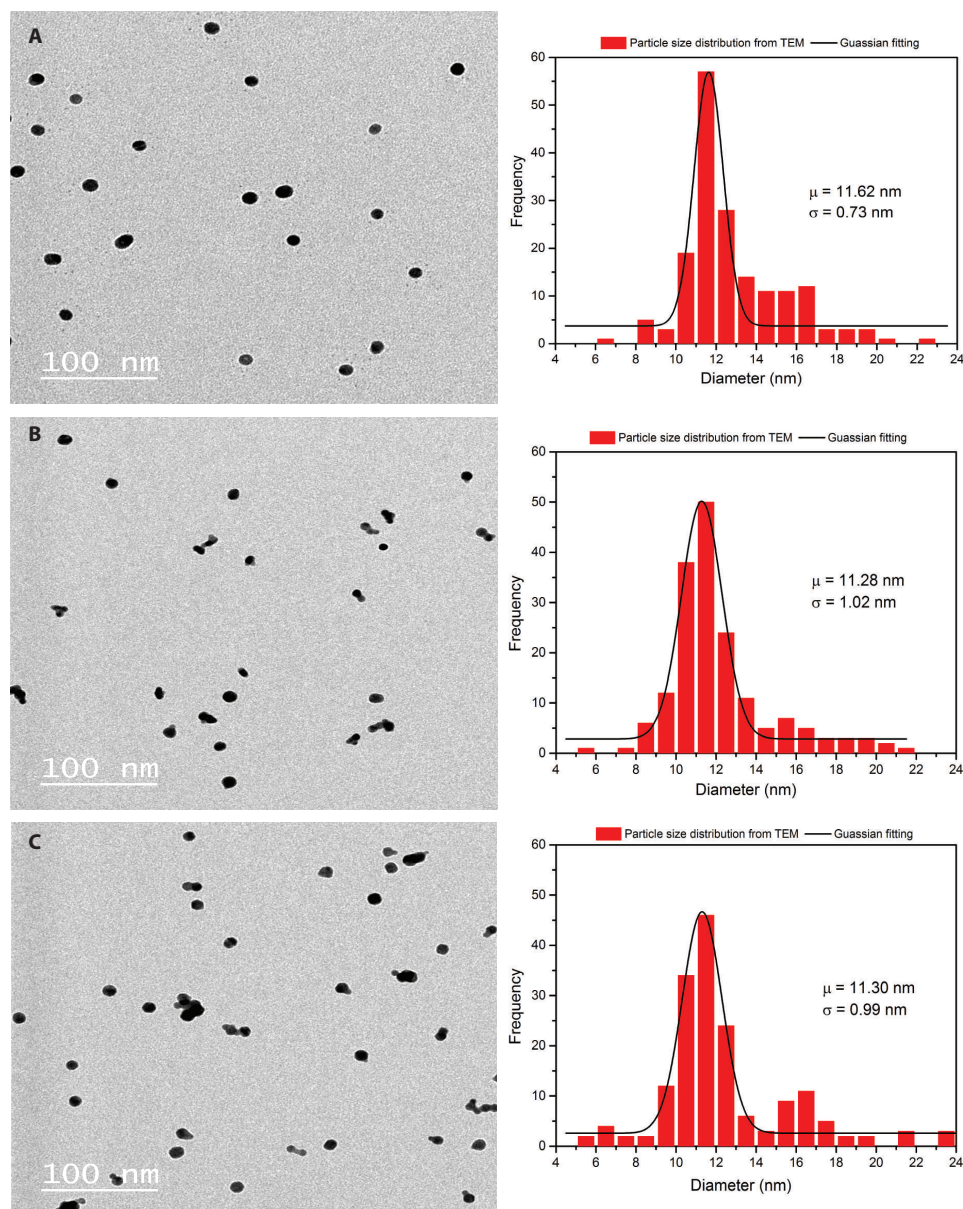 A
100 nm
Particle size distribution from TEM Guassian fitting
60
50
40
30
20
10
0
Frequency
μ = 11.62 nm
σ = 0.73 nm
4 6 8 10 12 14 16 18 20 22 24
Diameter (nm)
B
100 nm
Particle size distribution from TEM Guassian fitting
60
50
40
30
20
10
0
Frequency
μ = 11.28 nm
σ = 1.02 nm
4 6 8 10 12 14 16 18 20 22 24
Diameter (nm)
C
100 nm
Particle size distribution from TEM Guassian fitting
60
50
40
30
20
10
0
Frequency
μ = 11.30 nm
σ = 0.99 nm
4 6 8 10 12 14 16 18 20 22 24
Diameter (nm)